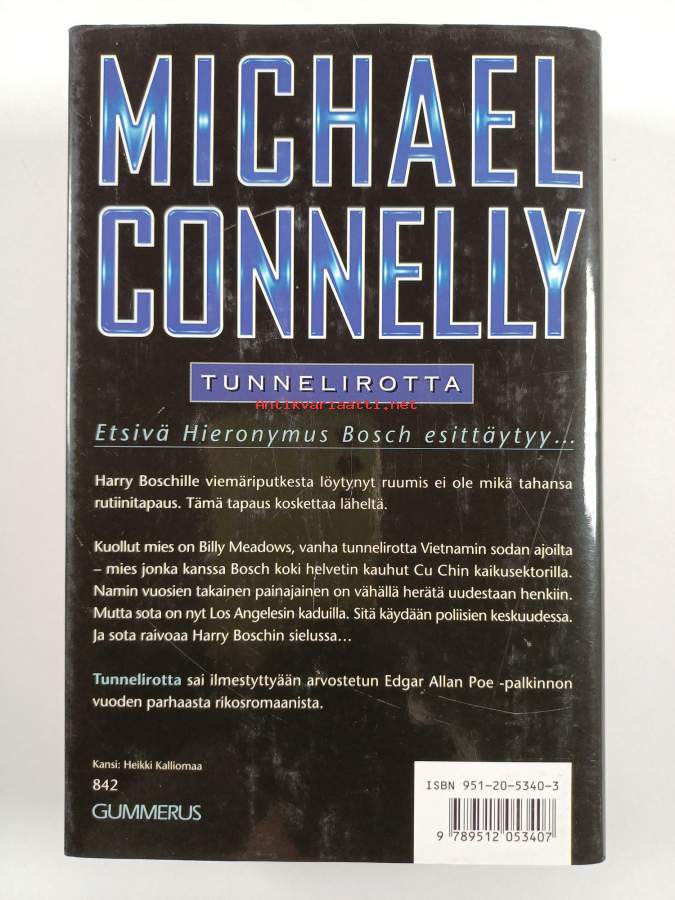 MICHAEL
CONNELLY
TUNNELIROTTA
Antikvariaatti.net
Etsivä Hieronymus Bosch esittäytyy...
Harry Boschille viemäriputkesta löytynyt ruumis ei ole mikä tahansa
rutiinitapaus. Tämä tapaus koskettaa läheltä.
Kuollut mies on Billy Meadows, vanha tunnelirotta Vietnamin sodan ajoilta
– mies jonka kanssa Bosch koki helvetin kauhut Cu Chin kaikusektorilla.
Namin vuosien takainen painajainen on vähällä herätä uudestaan henkiin.
Mutta sota on nyt Los Angelesin kaduilla. Sitä käydään poliisien keskuudessa.
Ja sota raivoaa Harry Boschin sielussa...
Tunnelirotta sai ilmestyttyään arvostetun Edgar Allan Poe -palkinnon
vuoden parhaasta rikosromaanista.
Kansi: Heikki Kalliomaa
842
GUMMERUS
ISBN 951-20-5340-3
9 789512 053407